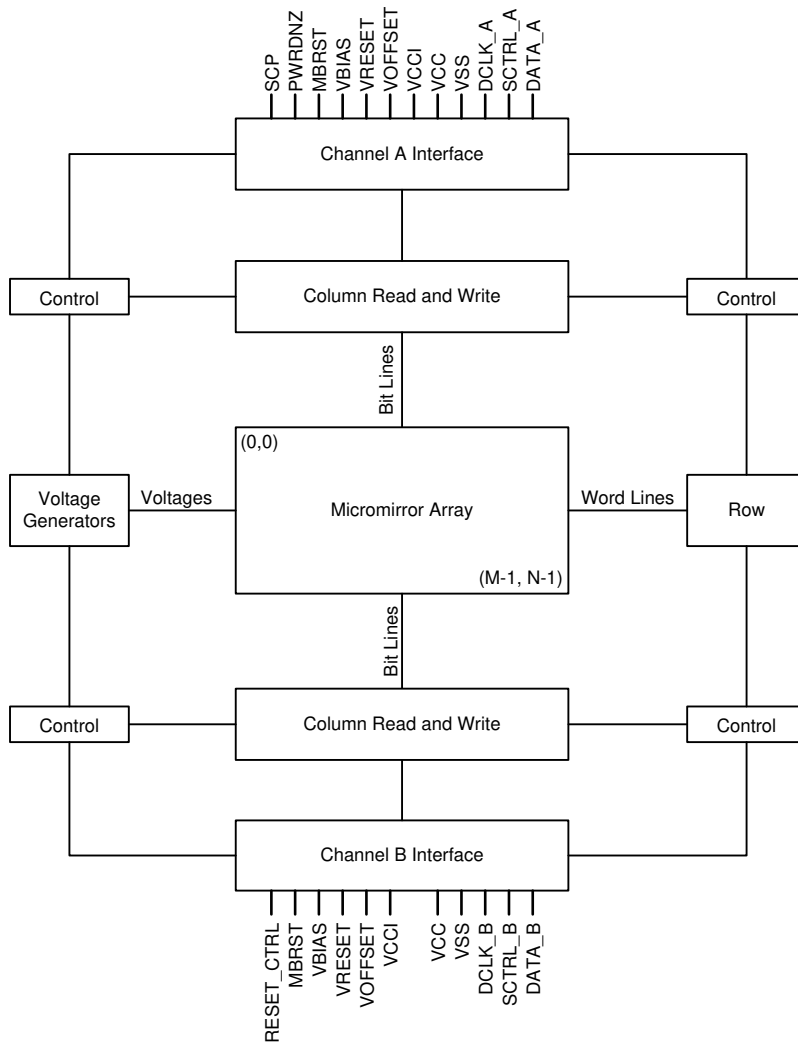 SCP
PWRDNZ
MBRST
VBIAS
VRESET
VOFFSET
VCCI
VCC
VSS
DCLK_A
SCTRL_A
DATA_A
Channel A Interface
Control
Column Read and Write
Control
Bit Lines
(0,0)
Voltage
Generators
Voltages
Micromirror Array
Word Lines
Row
(M-1, N-1)
Bit Lines
Control
Column Read and Write
Control
Channel B Interface
RESET_CTRL
MBRST
VBIAS
VRESET
VOFFSET
VCCI
VCC
VSS
DCLK_B
SCTRL_B
DATA_B